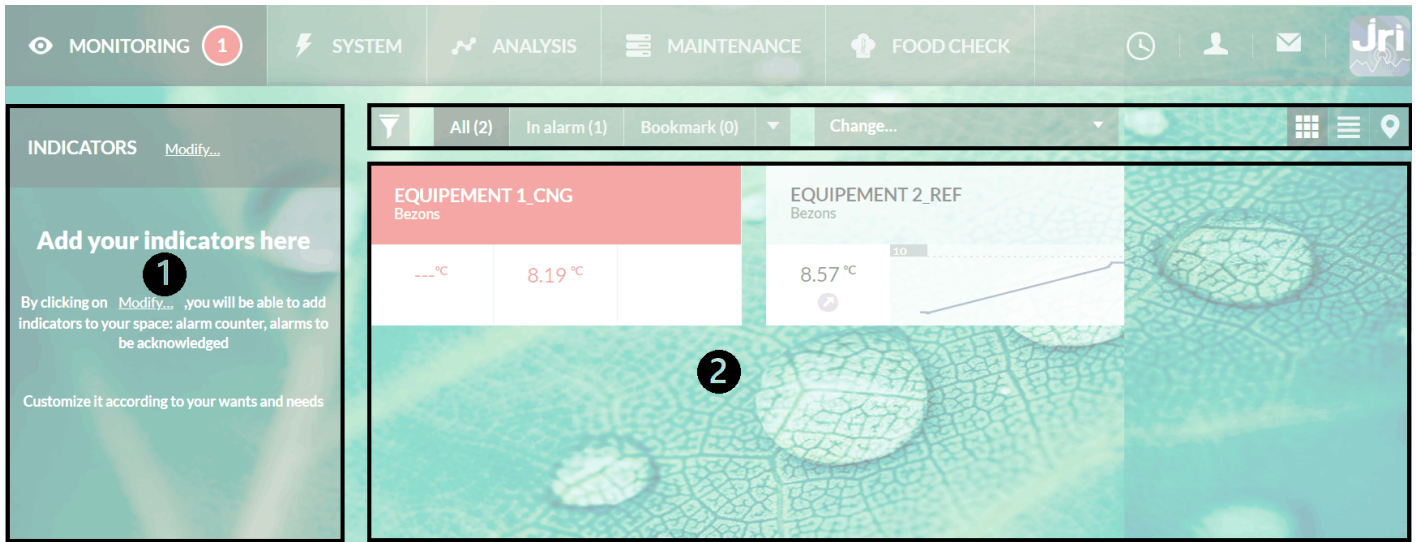 MONITORING 1 SYSTEM ANALYSIS MAINTENANCE FOOD CHECK jri
INDICATORS Modify...
Add your indicators here
1
By clicking on Modify... ,you will be able to add
indicators to your space: alarm counter, alarms to
be acknowledged
Customize it according to your wants and needs
All (2) In alarm (1) Bookmark (0) Change...
EQUIPEMENT 1_CNG
Bezons
---°C 8.19 °C
EQUIPEMENT 2_REF
Bezons
10
8.57 °C
2